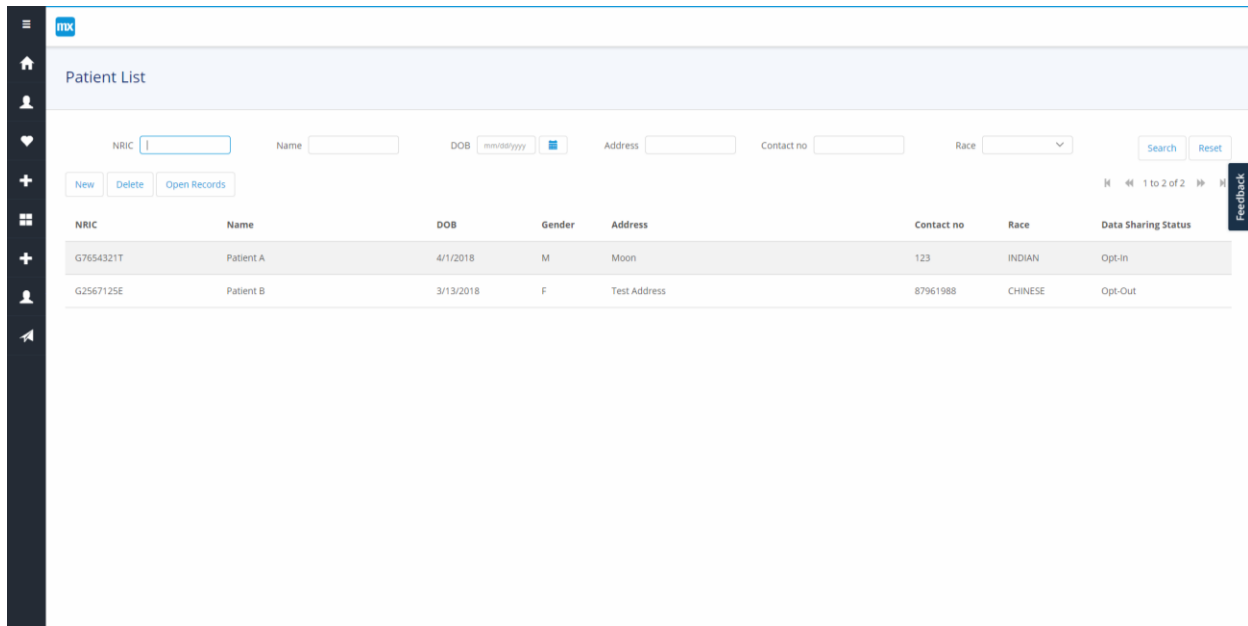 mx
Patient List
NRIC Name DOB mm/dd/yyyy Address Contact no Race Search Reset
New Delete Open Records 1 to 2 of 2
Feedback
NRIC Name DOB Gender Address Contact no Race Data Sharing Status
G7654321T Patient A 4/1/2018 M Moon 123 INDIAN Opt-In
G2567125E Patient B 3/13/2018 F Test Address 87961988 CHINESE Opt-Out